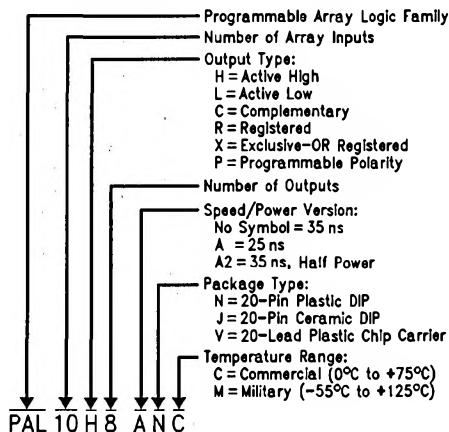 Programmable Array Logic Family
Number of Array Inputs
Output Type:
H = Active High
L = Active Low
C = Complementary
R = Registered
X = Exclusive-OR Registered
P = Programmable Polarity
Number of Outputs
Speed/Power Version:
No Symbol = 35 ns
A = 25 ns
A2 = 35 ns, Half Power
Package Type:
N = 20-Pin Plastic DIP
J = 20-Pin Ceramic DIP
V = 20-Lead Plastic Chip Carrier
Temperature Range:
C = Commercial (0°C to +75°C)
M = Military (-55°C to +125°C)
PAL 10 H 8 A N C